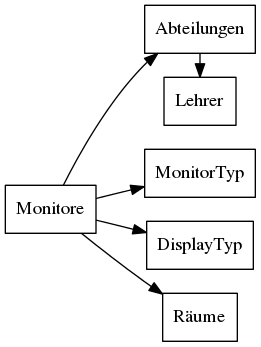 Abteilungen
Lehrer
MonitorTyp
Monitore
DisplayTyp
Räume